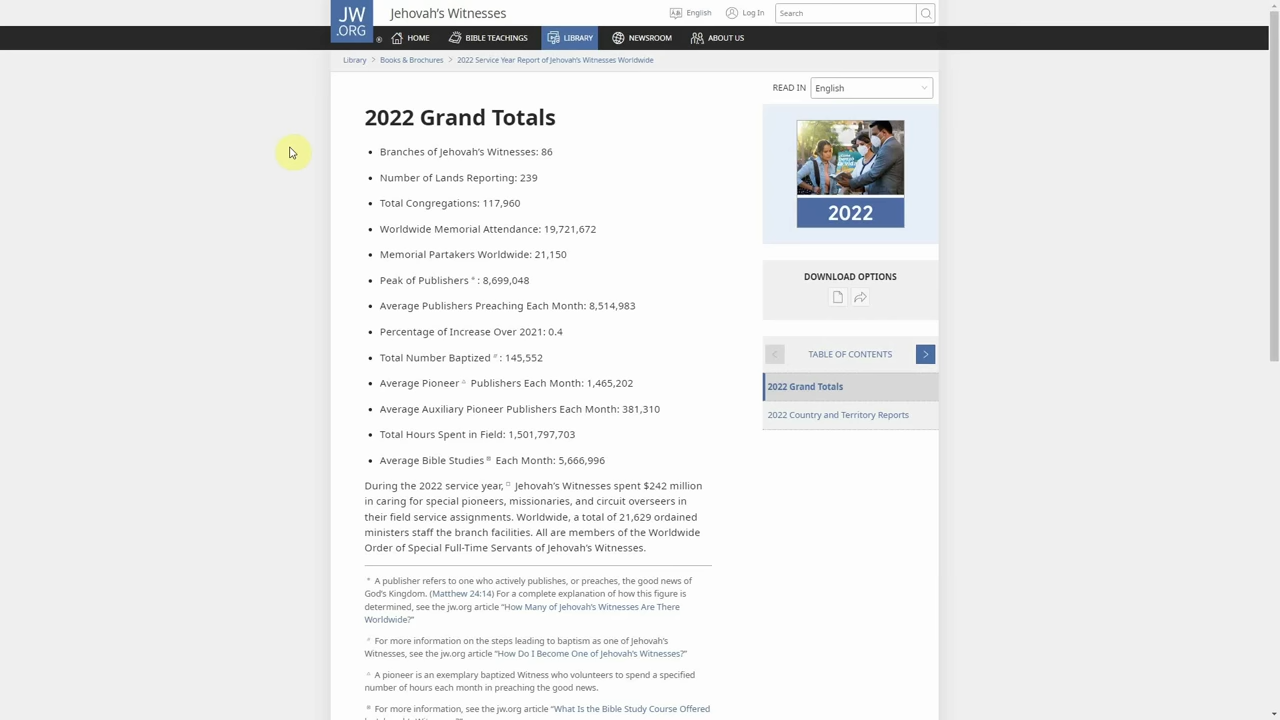 JW
.ORG
®
Jehovah's Witnesses
English
Log In
Search
HOME
BIBLE TEACHINGS
LIBRARY
NEWSROOM
ABOUT US
Library > Books & Brochures > 2022 Service Year Report of Jehovah's Witnesses Worldwide
READ IN English
2022 Grand Totals
• Branches of Jehovah's Witnesses: 86
• Number of Lands Reporting: 239
• Total Congregations: 117,960
• Worldwide Memorial Attendance: 19,721,672
• Memorial Partakers Worldwide: 21,150
• Peak of Publishers * : 8,699,048
• Average Publishers Preaching Each Month: 8,514,983
• Percentage of Increase Over 2021: 0.4
• Total Number Baptized # : 145,552
• Average Pioneer △ Publishers Each Month: 1,465,202
• Average Auxiliary Pioneer Publishers Each Month: 381,310
• Total Hours Spent in Field: 1,501,797,703
• Average Bible Studies Each Month: 5,666,996
During the 2022 service year, □ Jehovah's Witnesses spent $242 million
in caring for special pioneers, missionaries, and circuit overseers in
their field service assignments. Worldwide, a total of 21,629 ordained
ministers staff the branch facilities. All are members of the Worldwide
Order of Special Full-Time Servants of Jehovah's Witnesses.
* A publisher refers to one who actively publishes, or preaches, the good news of
God's Kingdom. (Matthew 24:14) For a complete explanation of how this figure is
determined, see the jw.org article "How Many of Jehovah's Witnesses Are There
Worldwide?"
# For more information on the steps leading to baptism as one of Jehovah's
Witnesses, see the jw.org article "How Do I Become One of Jehovah's Witnesses?"
△ A pioneer is an exemplary baptized Witness who volunteers to spend a specified
number of hours each month in preaching the good news.
For more information, see the jw.org article "What Is the Bible Study Course Offered
2022
DOWNLOAD OPTIONS
TABLE OF CONTENTS
2022 Grand Totals
2022 Country and Territory Reports